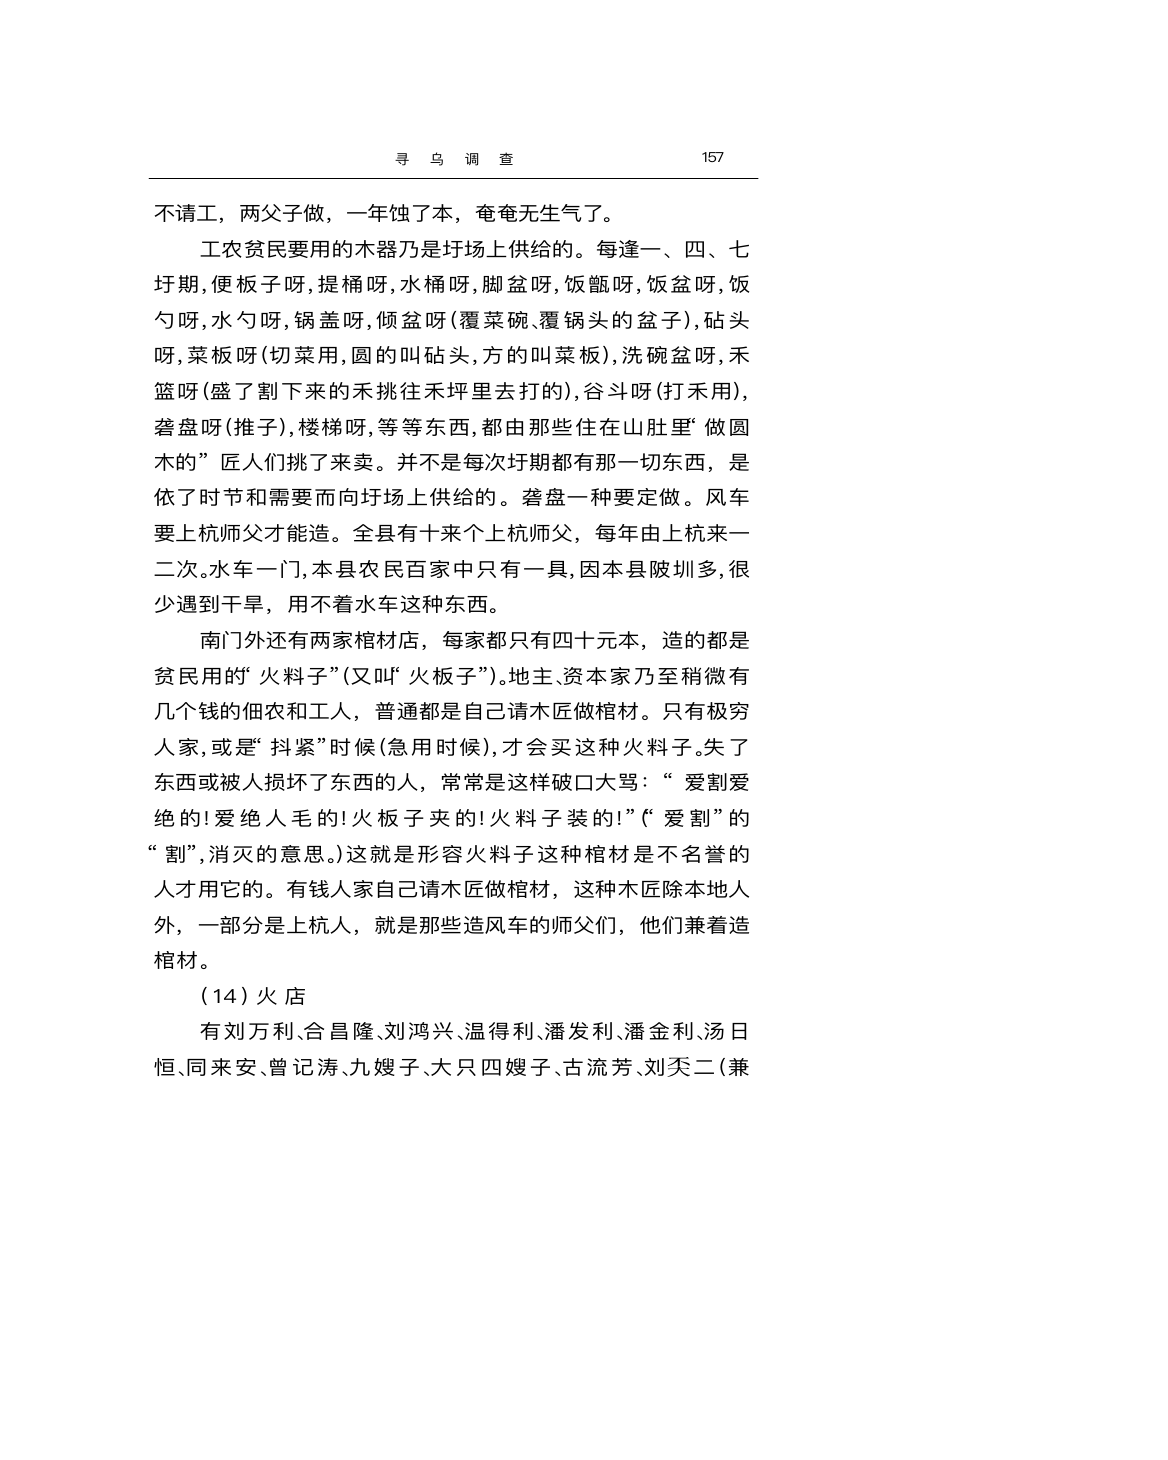 寻乌调查 157
不请工，两父子做，一年蚀了本，奄奄无生气了。
工农贫民要用的木器乃是圩场上供给的。每逢一、四、七
圩期,便板子呀,提桶呀,水桶呀,脚盆呀,饭甑呀,饭盆呀,饭
勺呀,水勺呀,锅盖呀,倾盆呀(覆菜碗、覆锅头的盆子),砧头
呀,菜板呀(切菜用,圆的叫砧头,方的叫菜板),洗碗盆呀,禾
篮呀(盛了割下来的禾挑往禾坪里去打的),谷斗呀(打禾用),
砻盘呀(推子),楼梯呀,等等东西,都由那些住在山肚里“做圆
木的”匠人们挑了来卖。并不是每次圩期都有那一切东西，是
依了时节和需要而向圩场上供给的。砻盘一种要定做。风车
要上杭师父才能造。全县有十来个上杭师父，每年由上杭来一
二次。水车一门,本县农民百家中只有一具,因本县陂圳多,很
少遇到干旱，用不着水车这种东西。
南门外还有两家棺材店，每家都只有四十元本，造的都是
贫民用的“火料子”(又叫“火板子”)。地主、资本家乃至稍微有
几个钱的佃农和工人，普通都是自己请木匠做棺材。只有极穷
人家,或是“抖紧”时候(急用时候),才会买这种火料子。失了
东西或被人损坏了东西的人，常常是这样破口大骂：“爱割爱
绝的!爱绝人毛的!火板子夹的!火料子装的!”(“爱割”的
“割”,消灭的意思。)这就是形容火料子这种棺材是不名誉的
人才用它的。有钱人家自己请木匠做棺材，这种木匠除本地人
外，一部分是上杭人，就是那些造风车的师父们，他们兼着造
棺材。
(14)火店
有刘万利、合昌隆、刘鸿兴、温得利、潘发利、潘金利、汤日
恒、同来安、曾记涛、九嫂子、大只四嫂子、古流芳、刘奀二(兼